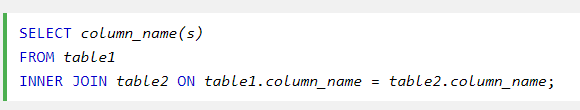 SELECT column_name(s)
FROM table1
INNER JOIN table2 ON table1.column_name = table2.column_name;